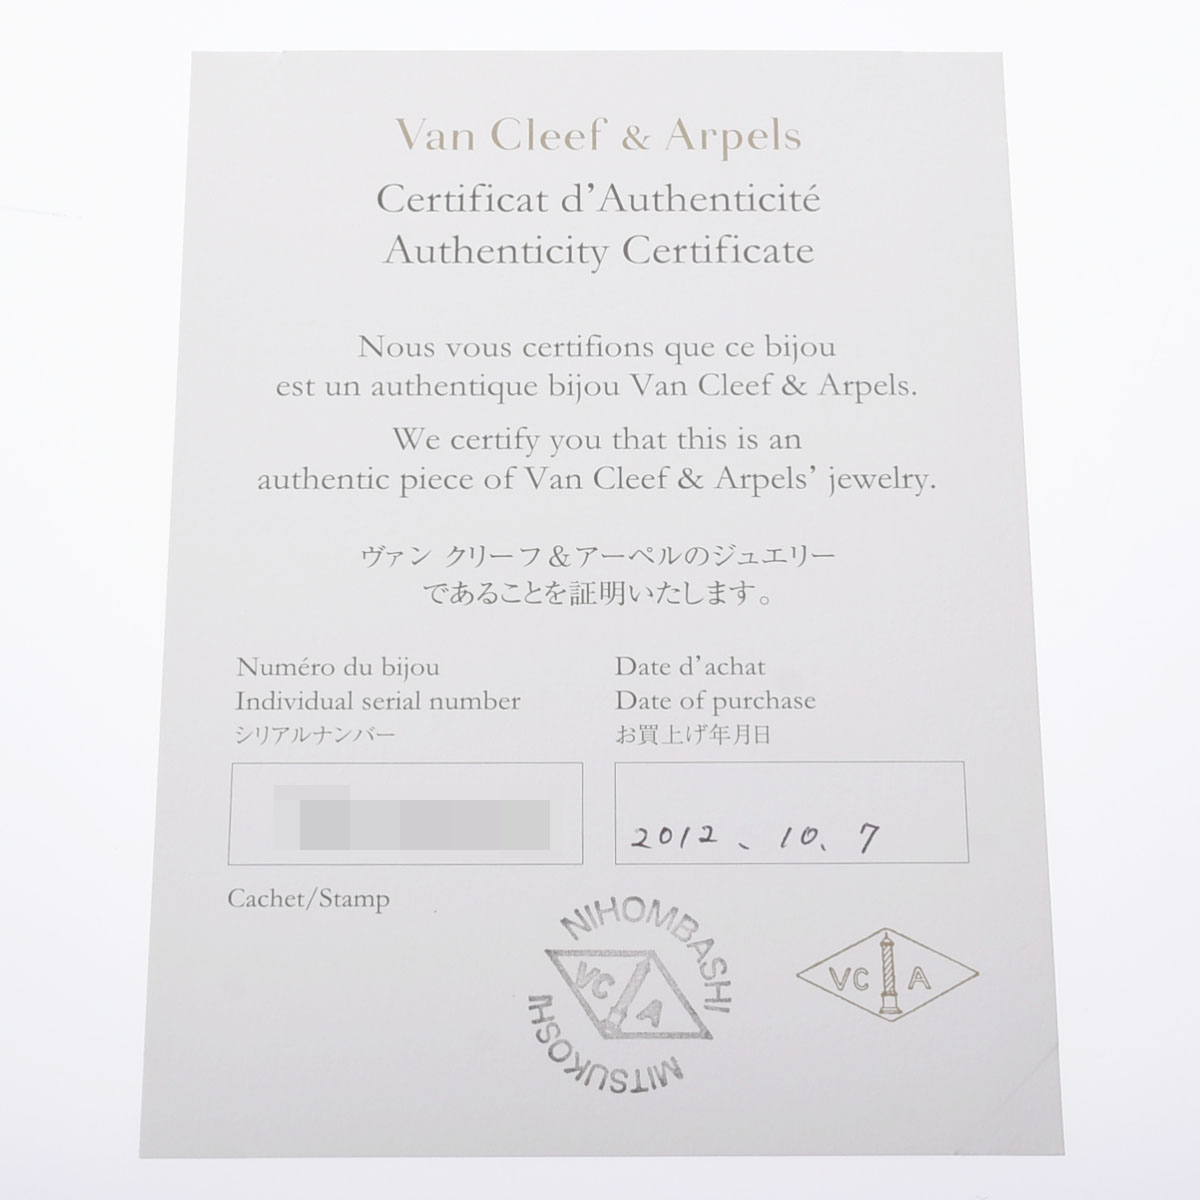 Van Cleef & Arpels
Certificat d'Authenticité
Authenticity Certificate
Nous vous certifions que ce bijou
est un authentique bijou Van Cleef & Arpels.
We certify you that this is an
authentic piece of Van Cleef & Arpels' jewelry.
ヴァン クリーフ&アーペルのジュエリー
であることを証明いたします。
Numéro du bijou
Individual serial number
シリアルナンバー
Date d'achat
Date of purchase
お買上げ年月日
2012、10、7
Cachet/Stamp
NIHOMBASHI
VC A
MITSUKOSHI
VC A